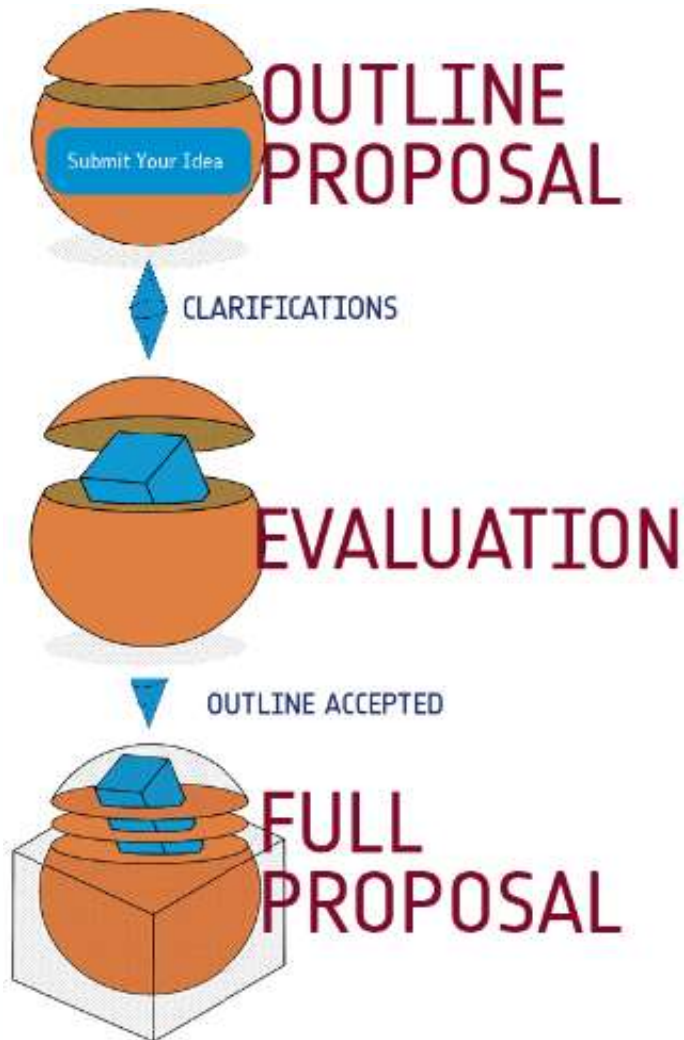 OUTLINE
PROPOSAL
Submit Your Idea
CLARIFICATIONS
EVALUATION
OUTLINE ACCEPTED
FULL
PROPOSAL